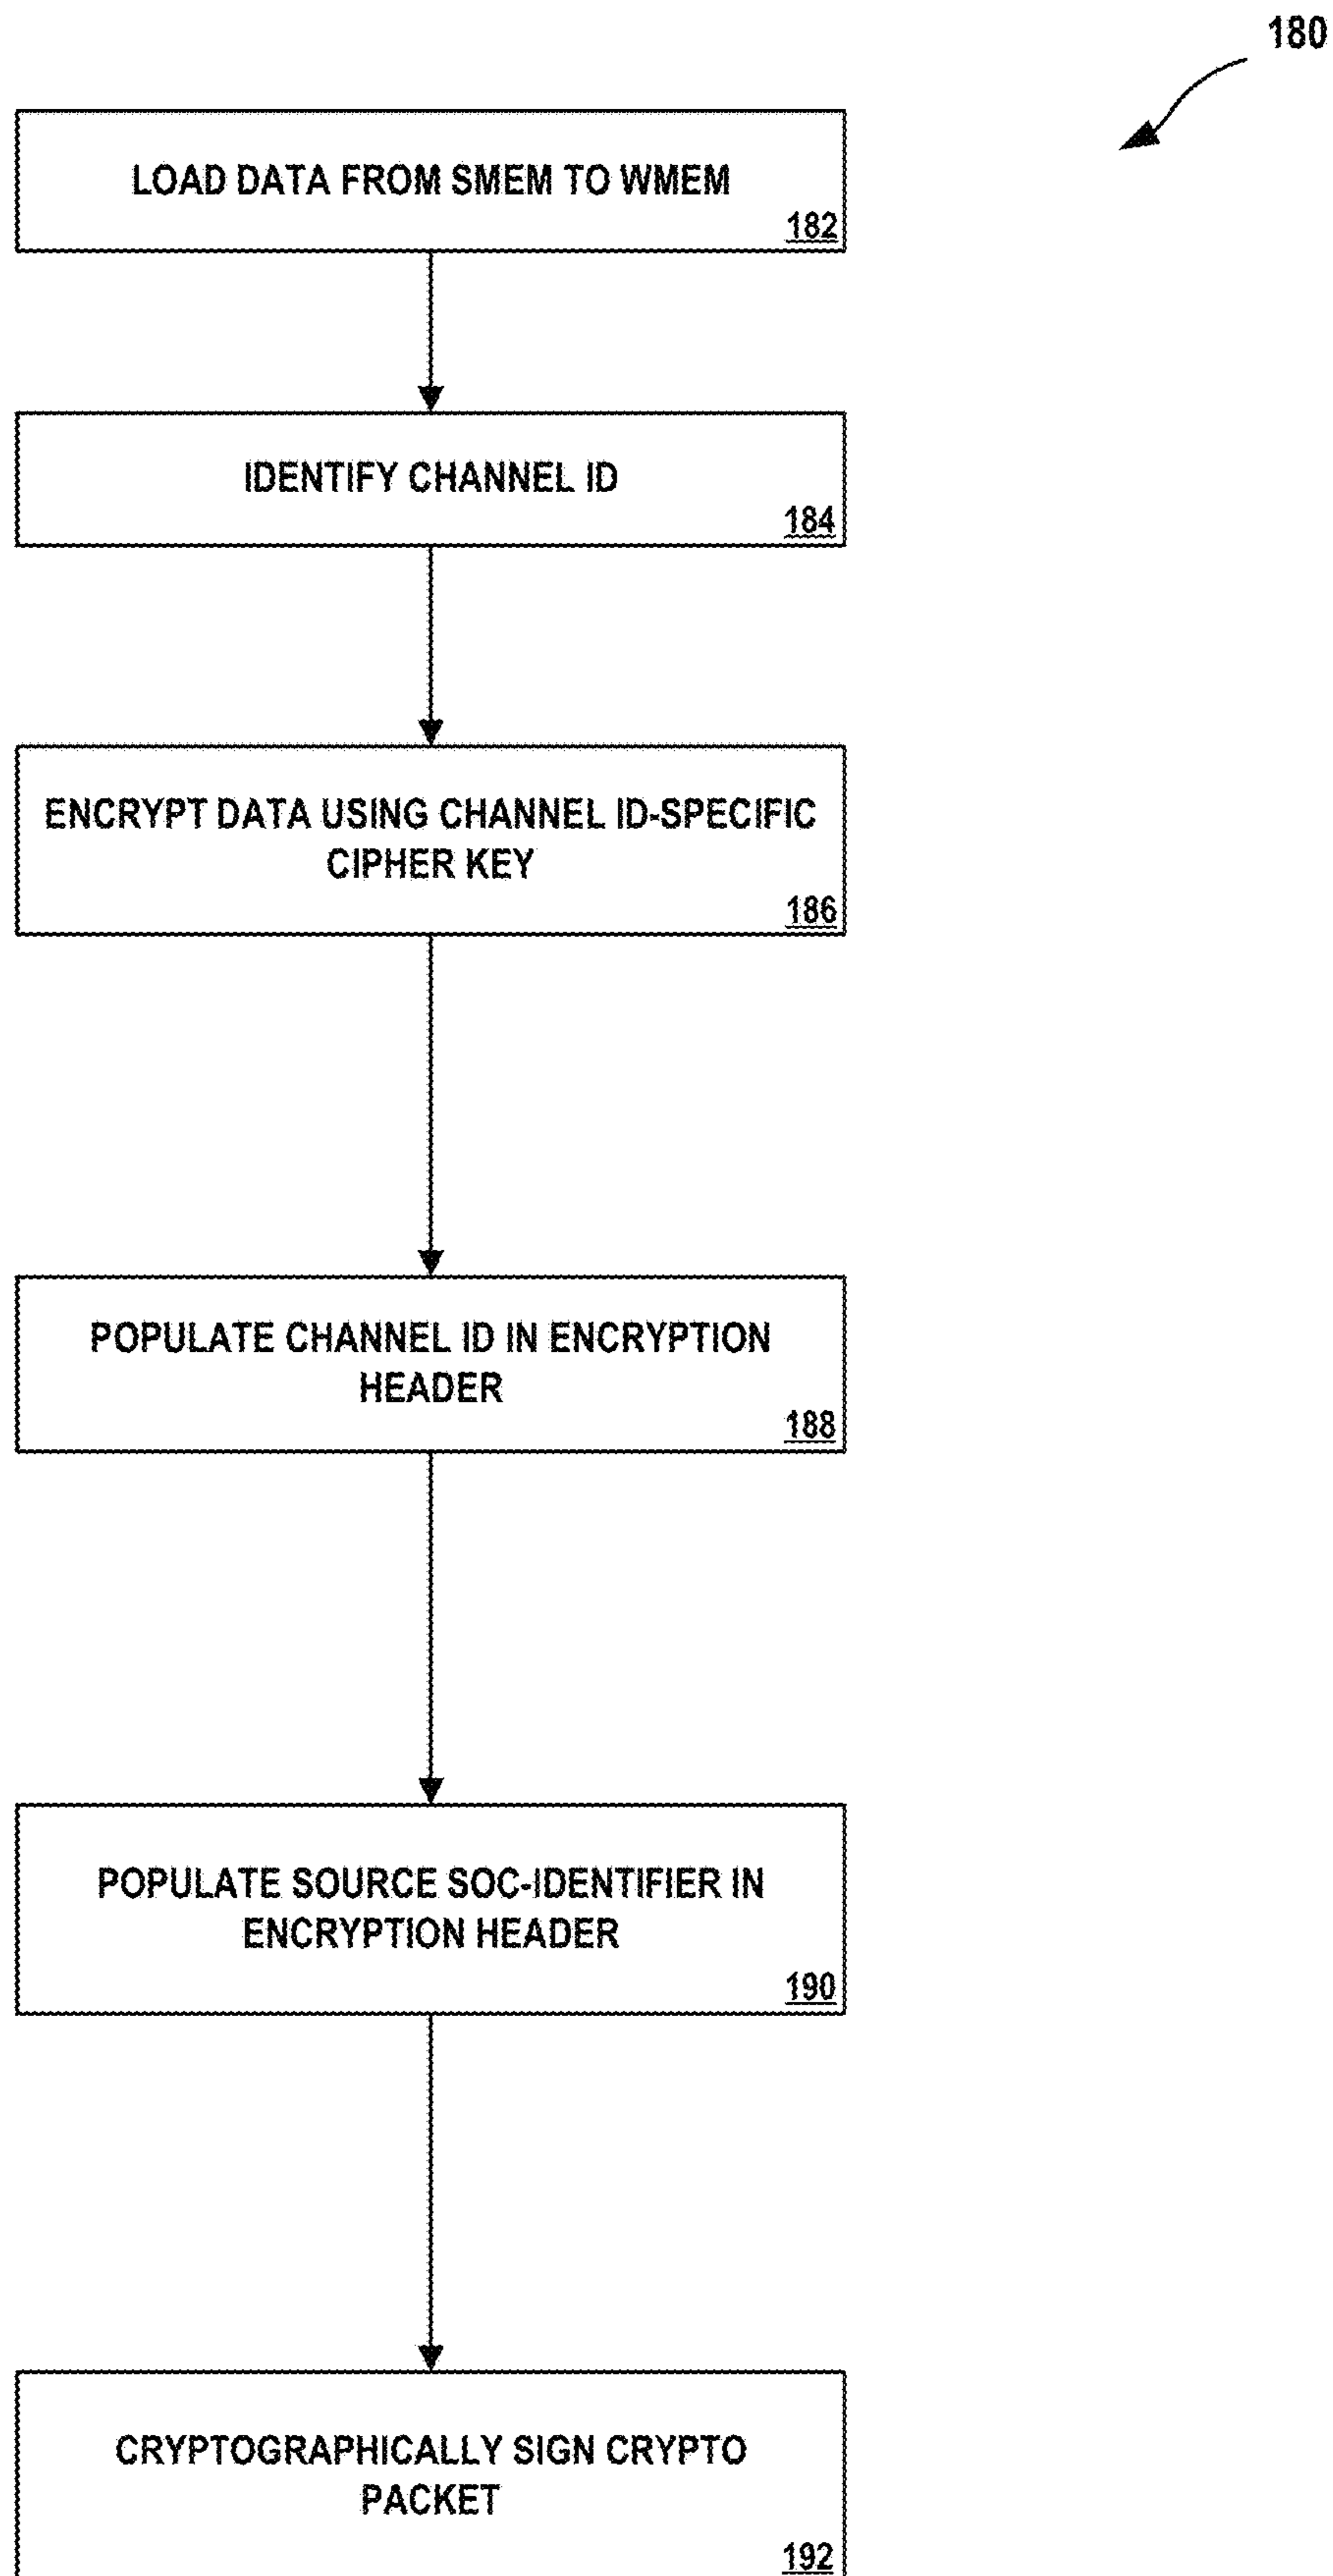 180
LOAD DATA FROM SMEM TO WMEM
182
IDENTIFY CHANNEL ID
184
ENCRYPT DATA USING CHANNEL ID-SPECIFIC
CIPHER KEY
186
POPULATE CHANNEL ID IN ENCRYPTION
HEADER
188
POPULATE SOURCE SOC-IDENTIFIER IN
ENCRYPTION HEADER
190
CRYPTOGRAPHICALLY SIGN CRYPTO
PACKET
192